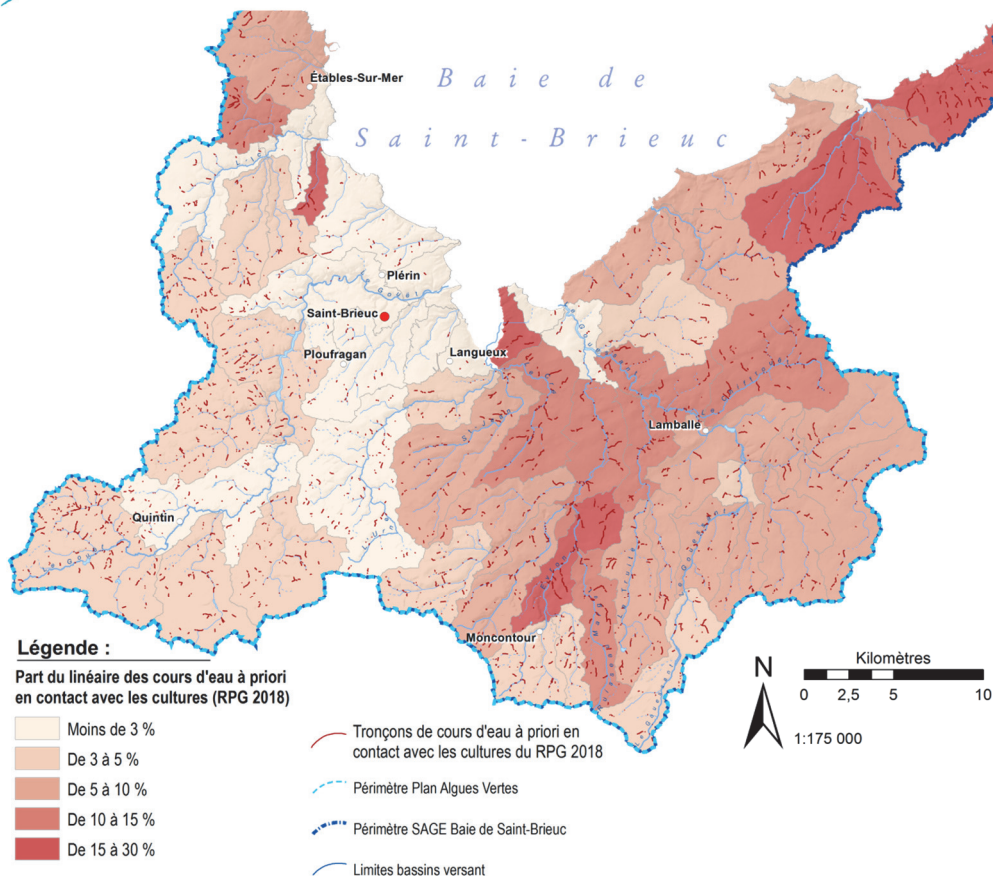 Étables-Sur-Mer
Baie de
Saint-Brieuc
Plérin
Saint-Brieuc
Ploufragan
Langueux
Lamballe
Quintin
Moncontour
Légende :
Part du linéaire des cours d'eau à priori
en contact avec les cultures (RPG 2018)
Moins de 3 %
De 3 à 5 %
De 5 à 10 %
De 10 à 15 %
De 15 à 30 %
Tronçons de cours d'eau à priori en
contact avec les cultures du RPG 2018
Périmètre Plan Algues Vertes
Périmètre SAGE Baie de Saint-Brieuc
Limites bassins versant
N
Kilomètres
0 2,5 5 10
1:175 000